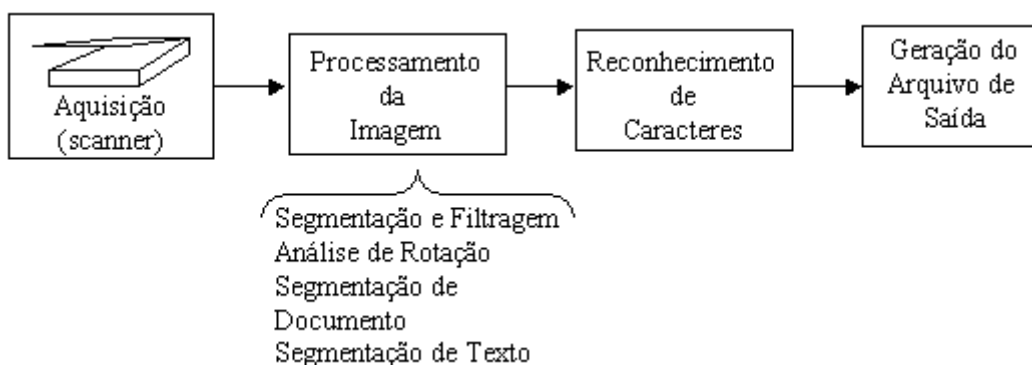 Aquisição
(scanner)
Processamento
da
Imagem
Reconhecimento
de
Caracteres
Geração do
Arquivo de
Saída
Segmentação e Filtragem
Análise de Rotação
Segmentação de
Documento
Segmentação de Texto